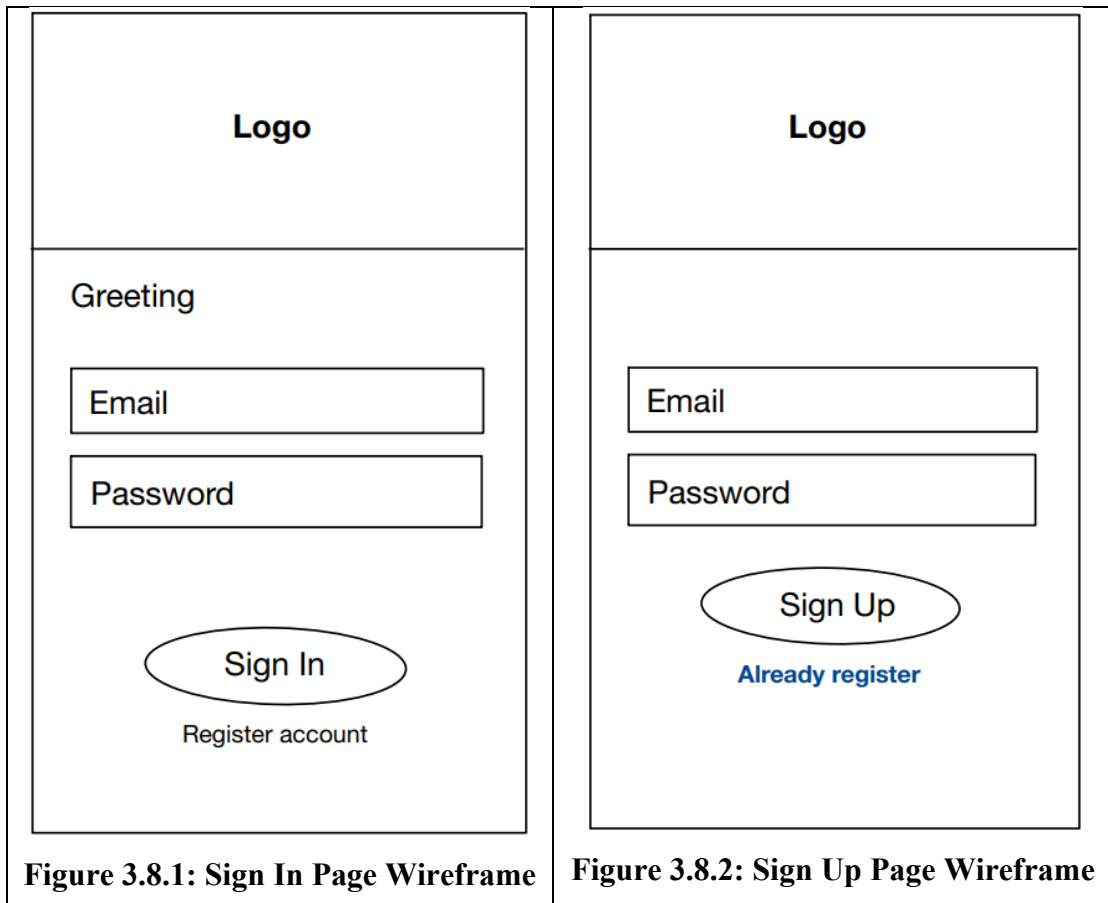 Logo
Greeting
Email
Password
Sign In
Register account
Figure 3.8.1: Sign In Page Wireframe
Logo
Email
Password
Sign Up
Already register
Figure 3.8.2: Sign Up Page Wireframe